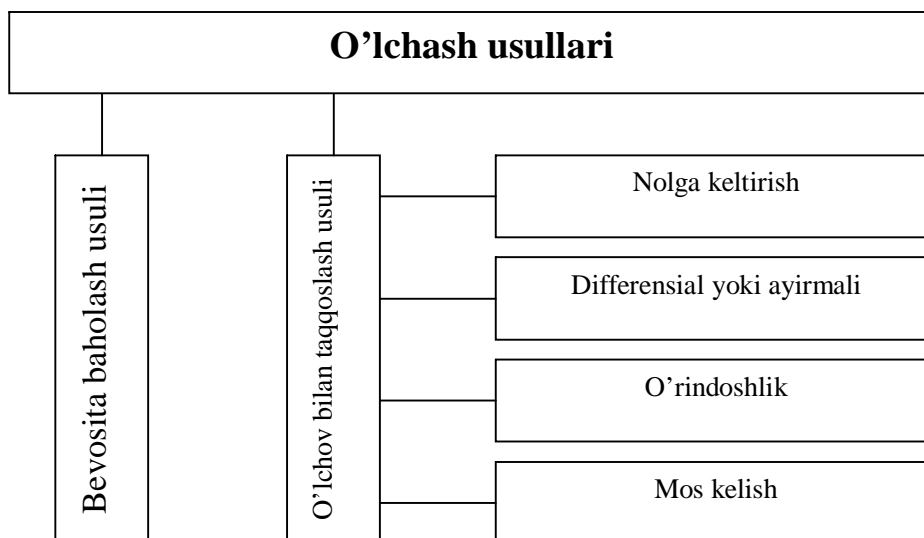 O’lchash usullari
Bevosita baholash usuli
O’lchov bilan taqqoslash usuli
Nolga keltirish
Differensial yoki ayirmali
O’rindoshlik
Mos kelish